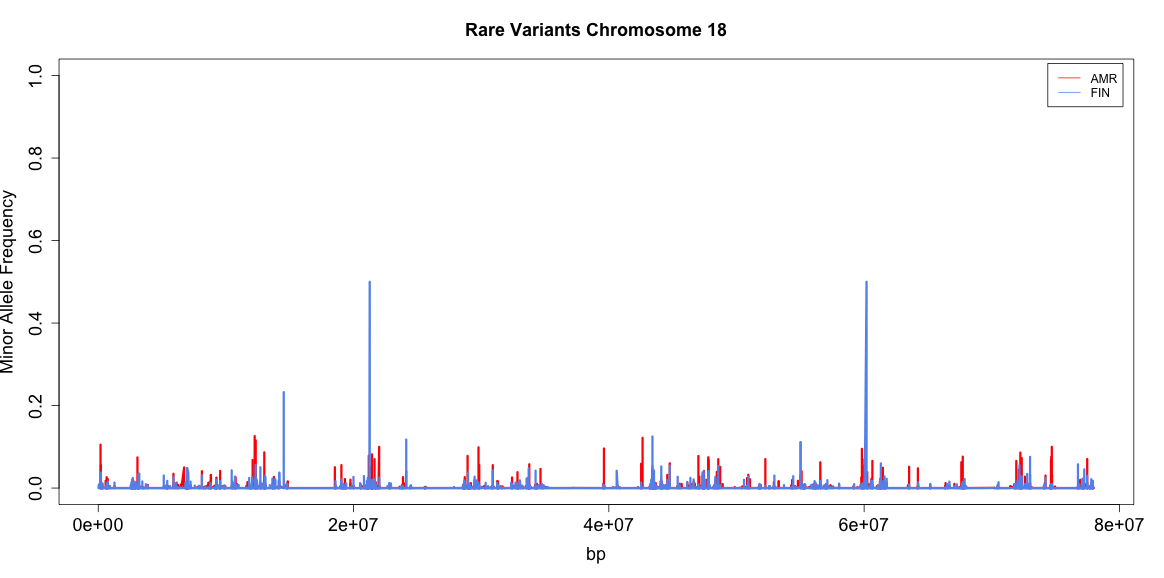 Rare Variants Chromosome 18
AMR
FIN
Minor Allele Frequency
1.0
0.8
0.6
0.4
0.2
0.0
0e+00
2e+07
4e+07
6e+07
8e+07
bp